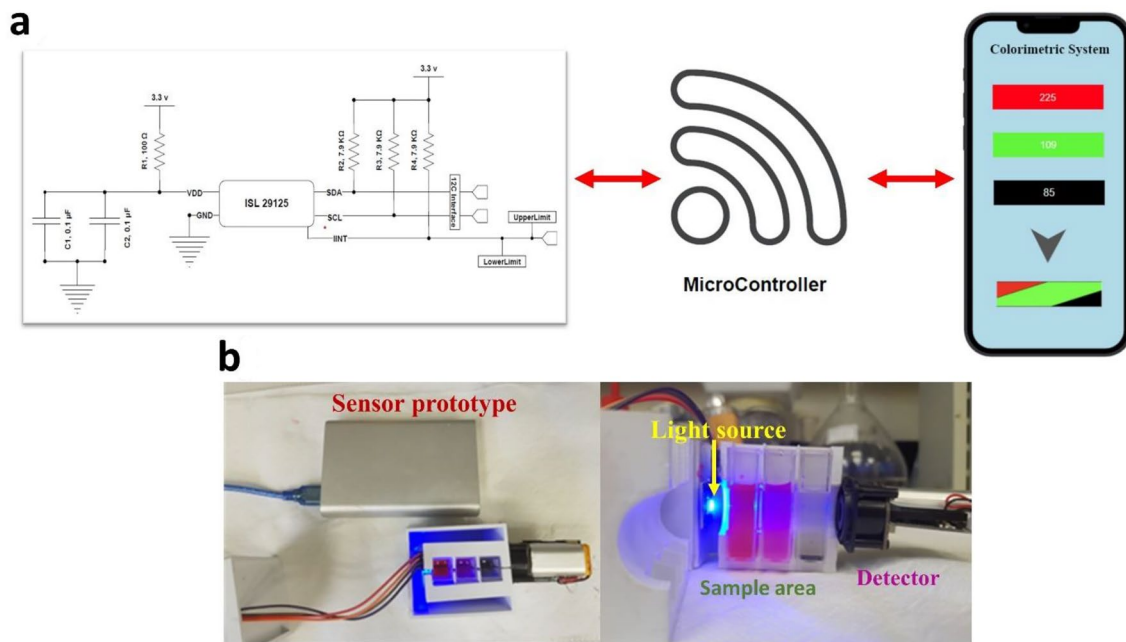 a
3.3 v
3.3 v
R1, 100 Ω
R2, 7.9 KΩ
R3, 7.9 KΩ
R4, 7.9 KΩ
VDD
ISL 29125
SDA
12C Interface
C1, 0.1 µF
C2, 0.1 µF
GND
SCL
UpperLimit
IINT
LowerLimit
MicroController
Colorimetric System
225
109
85
b
Sensor prototype
Light source
Sample area
Detector